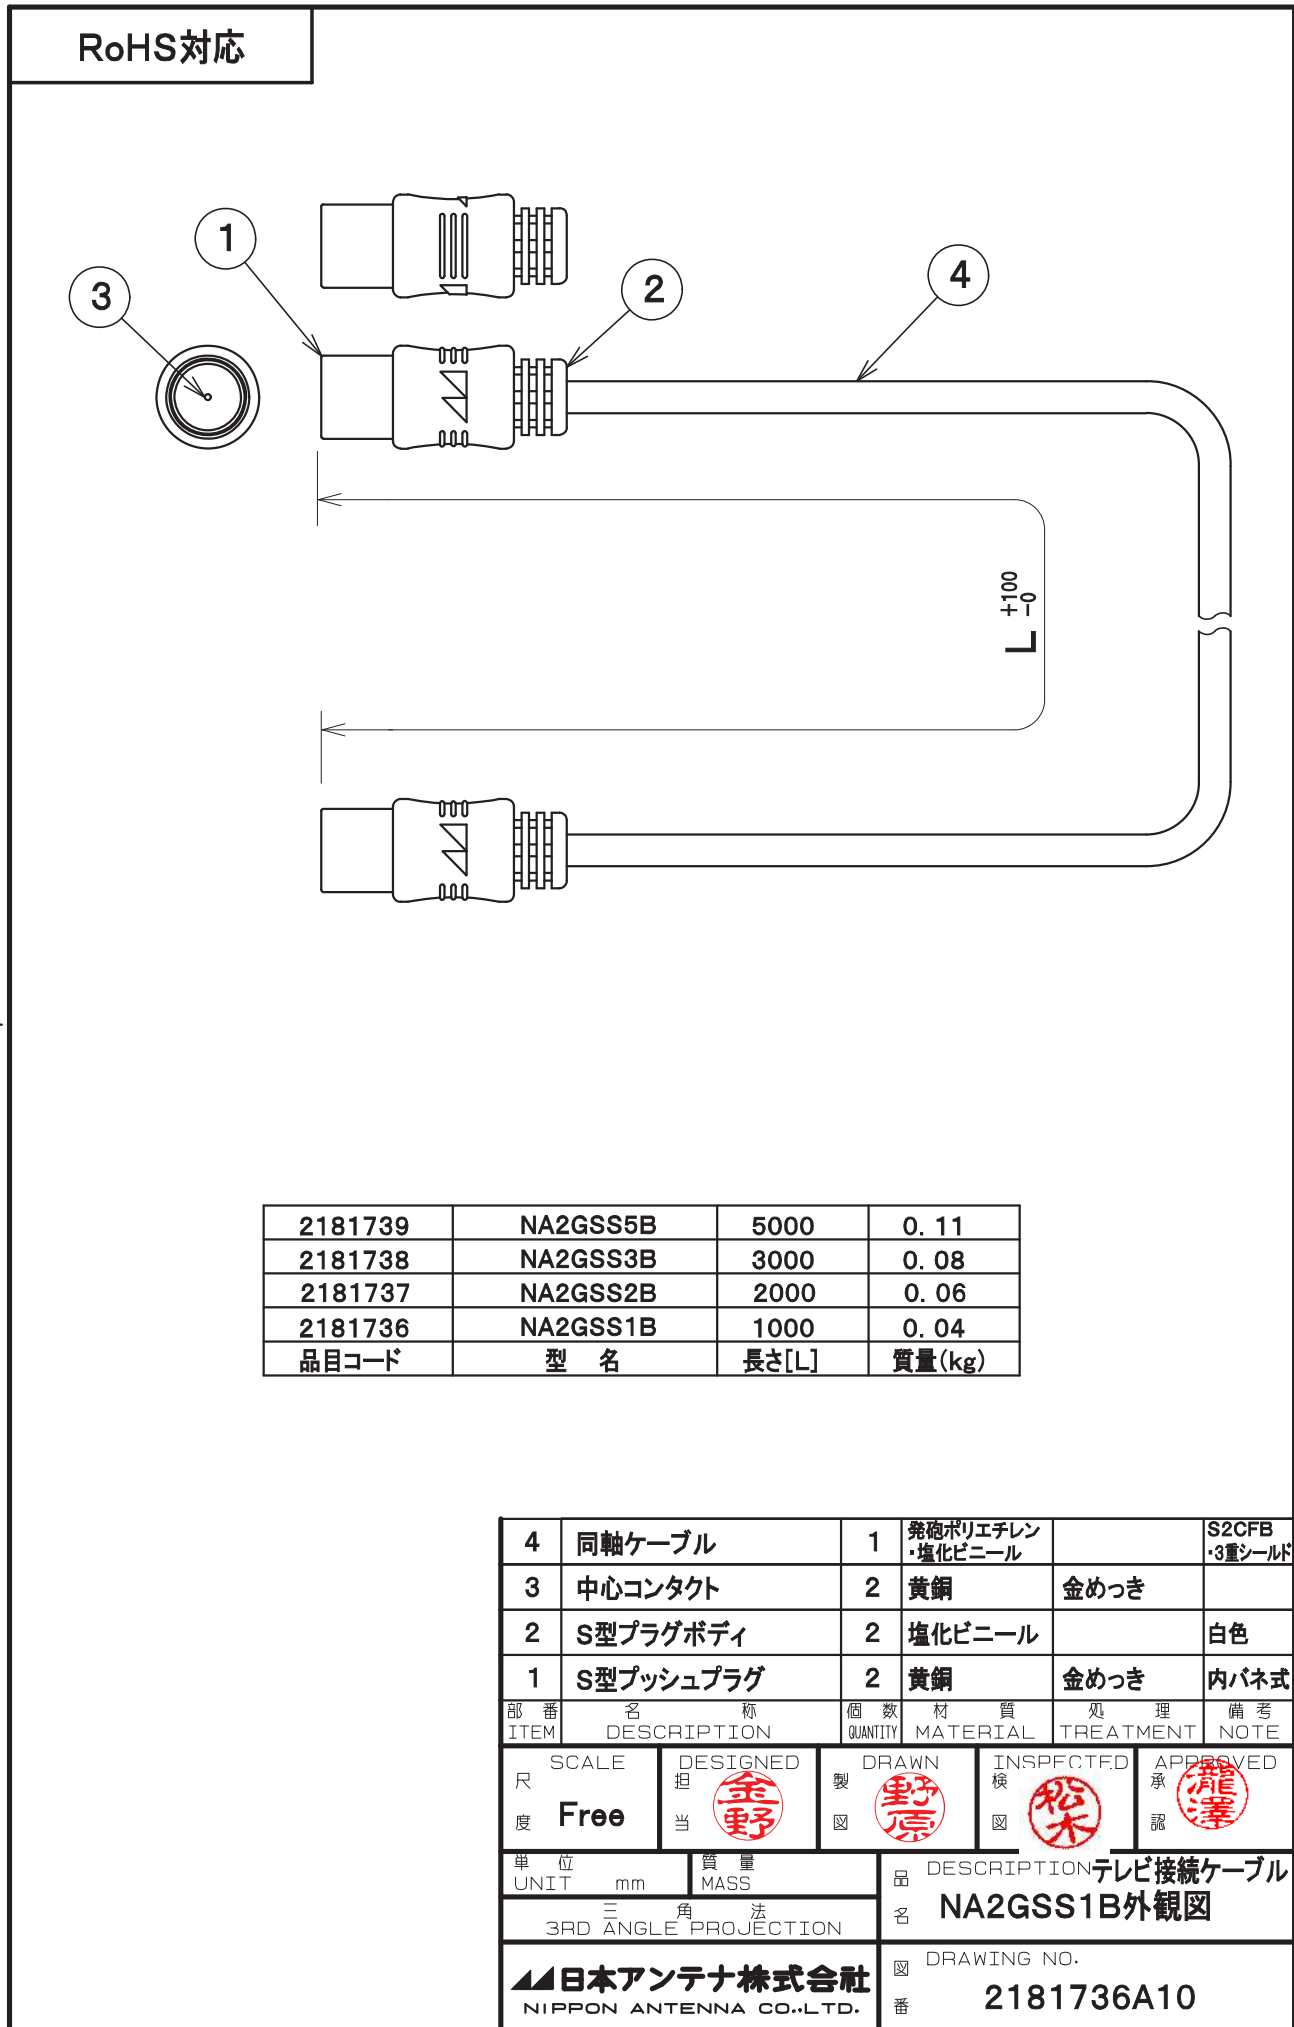 RoHS対応
1
3
2
4
L +100 -0
2181739 NA2GSS5B 5000 0.11
2181738 NA2GSS3B 3000 0.08
2181737 NA2GSS2B 2000 0.06
2181736 NA2GSS1B 1000 0.04
品目コード 型 名 長さ[L] 質量(kg)
4 同軸ケーブル 1 発砲ポリエチレン・塩化ビニール S2CFB・3重シールド
3 中心コンタクト 2 黄銅 金めっき
2 S型プラグボディ 2 塩化ビニール 白色
1 S型プッシュプラグ 2 黄銅 金めっき 内バネ式
部 番 名 称 個 数 材 質 処 理 備 考
ITEM DESCRIPTION QUANTITY MATERIAL TREATMENT NOTE
尺度 SCALE Free
担当 DESIGNED 金野
製図 DRAWN 野原
検図 INSPECTED 松木
承認 APPROVED 瀧澤
単 位
UNIT mm
質 量
MASS
三 角 法
3RD ANGLE PROJECTION
品名 DESCRIPTION テレビ接続ケーブル
NA2GSS1B外観図
日本アンテナ株式会社
NIPPON ANTENNA CO.,LTD.
図番 DRAWING NO.
2181736A10